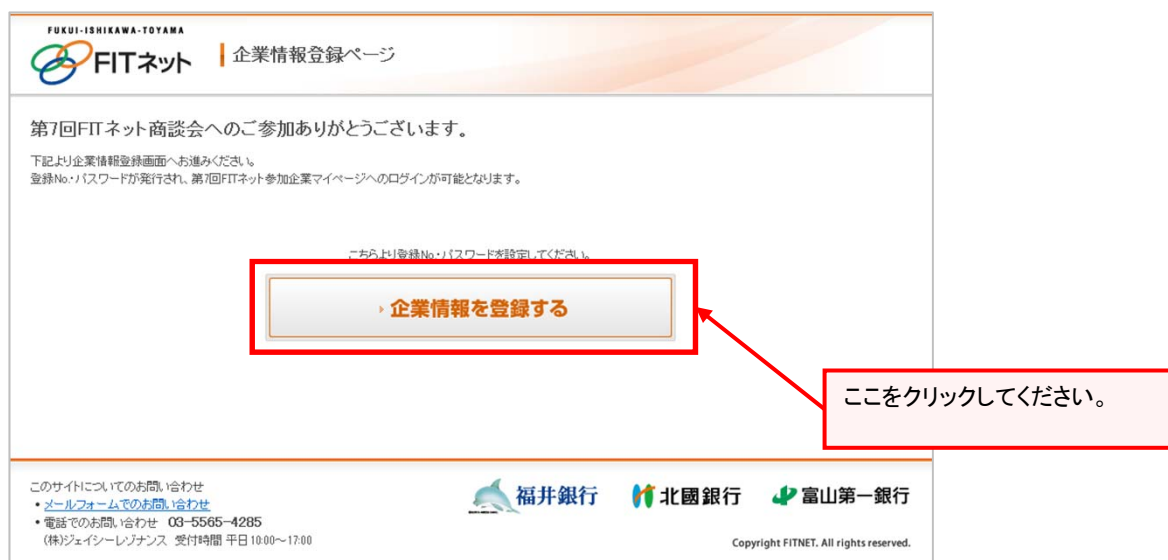 FUKUI-ISHIKAWA-TOYAMA
FITネット
企業情報登録ページ
第7回FITネット商談会へのご参加ありがとうございます。
下記より企業情報登録画面へお進みください。
登録No.・パスワードが発行され、第7回FITネット参加企業マイページへのログインが可能となります。
こちらより登録No.・パスワードを設定してください。
企業情報を登録する
ここをクリックしてください。
このサイトについてのお問い合わせ
・メールフォームでのお問い合わせ
・電話でのお問い合わせ 03-5565-4285
(株)ジェイシーレゾナンス 受付時間 平日10:00～17:00
福井銀行 北國銀行 富山第一銀行
Copyright FITNET. All rights reserved.